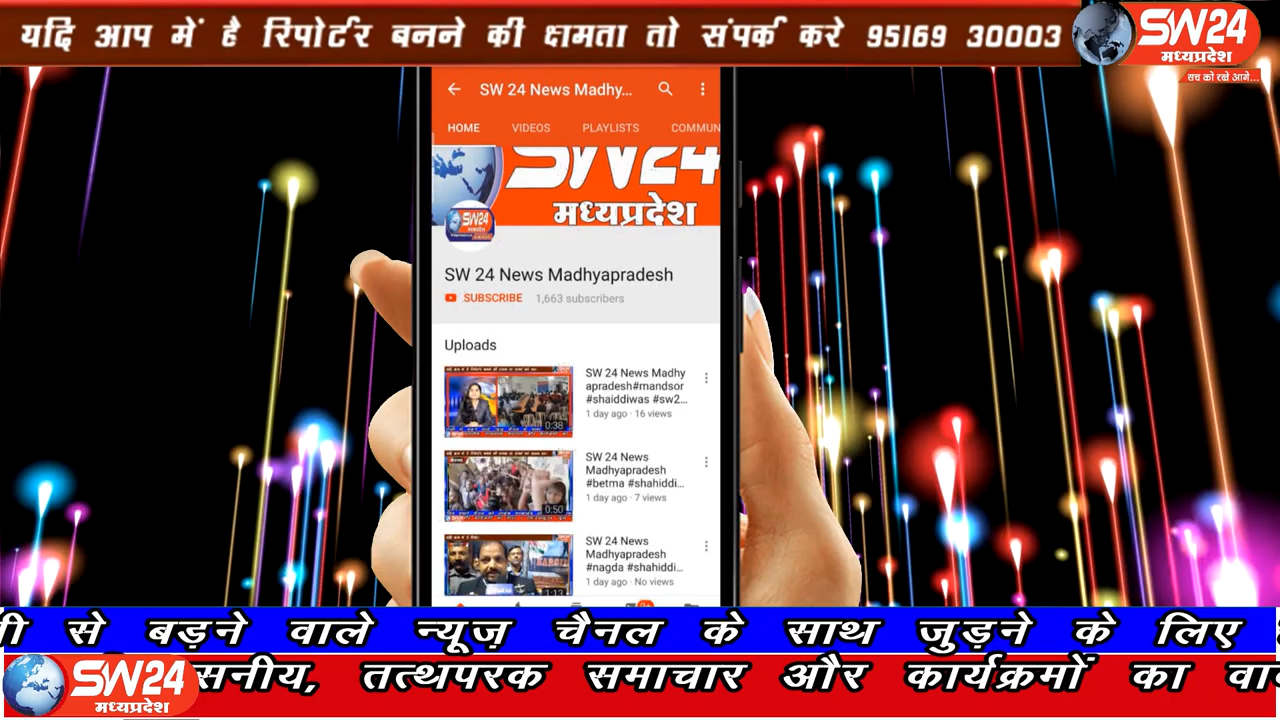 यदि आप में है रिपोर्टर बनने की क्षमता तो संपर्क करे 95169 30003
SW24
मध्यप्रदेश
सच को रखे आगे...
SW 24 News Madhy...
HOME VIDEOS PLAYLISTS COMMUN
SW24
मध्यप्रदेश
SW24
SW 24 News Madhyapradesh
SUBSCRIBE 1,663 subscribers
Uploads
SW 24 News Madhy
apradesh#mandsor
#shaiddiwas #sw2...
1 day ago · 16 views
0:38
SW 24 News
Madhyapradesh
#betma #shahiddi...
1 day ago · 7 views
0:50
SW 24 News
Madhyapradesh
#nagda #shahiddi...
1 day ago · No views
1:13
से बड़ने वाले न्यूज़ चैनल के साथ जुड़ने के लिए
सनीय, तत्थपरक समाचार और कार्यक्रमों का वा
SW24
मध्यप्रदेश